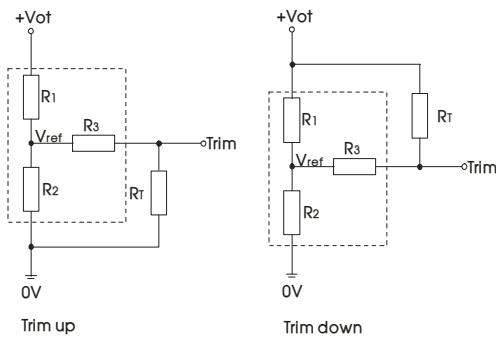 +Vot
R1
Vref
R3
Trim
R2
RT
0V
Trim up
+Vot
R1
RT
Vref
R3
Trim
R2
0V
Trim down